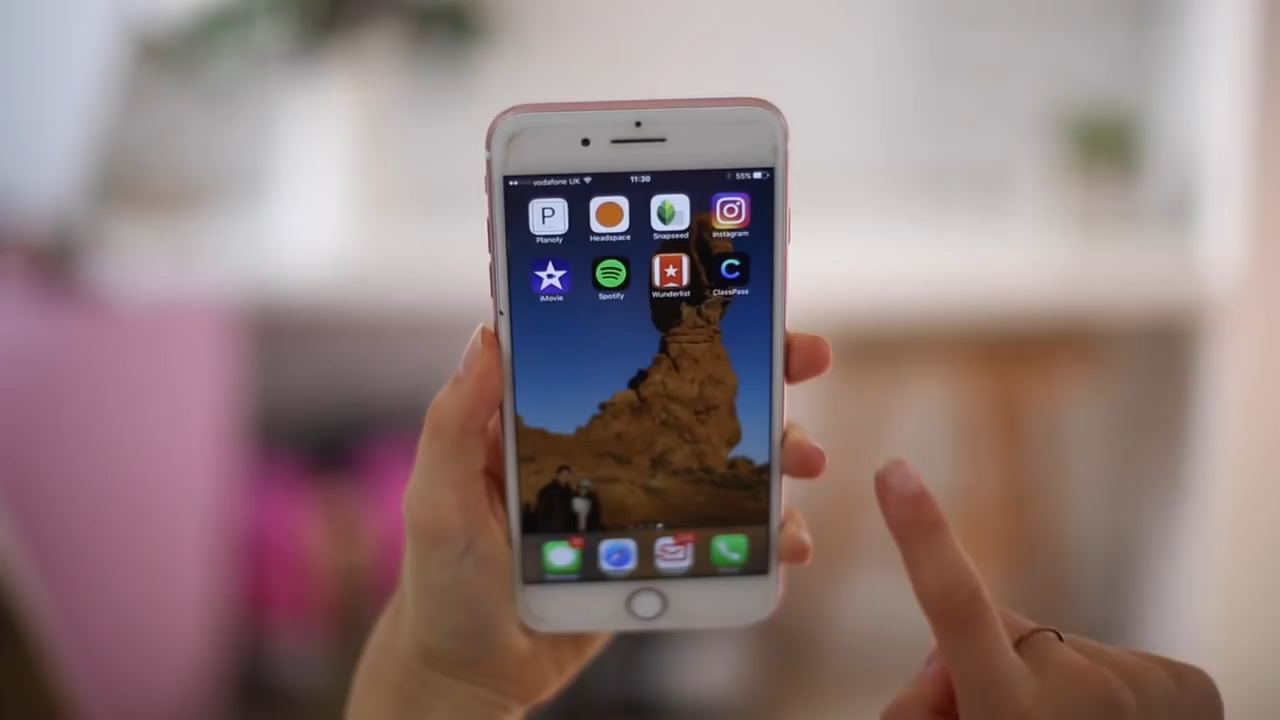 vodafone UK 11:30 55%
P
Planoly Headspace Snapseed Instagram
iMovie Spotify Wunderlist ClassPass